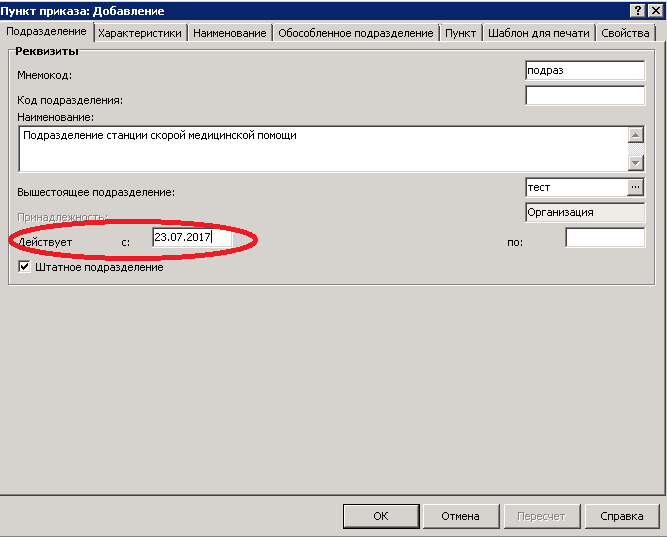 Пункт приказа: Добавление
Подразделение Характеристики Наименование Обособленное подразделение Пункт Шаблон для печати Свойства
Реквизиты
Мнемокод: подраз
Код подразделения:
Наименование:
Подразделение станции скорой медицинской помощи
Вышестоящее подразделение: тест ...
Принадлежность: Организация
Действует с: 23.07.2017 по:
Штатное подразделение
ОК Отмена Пересчет Справка